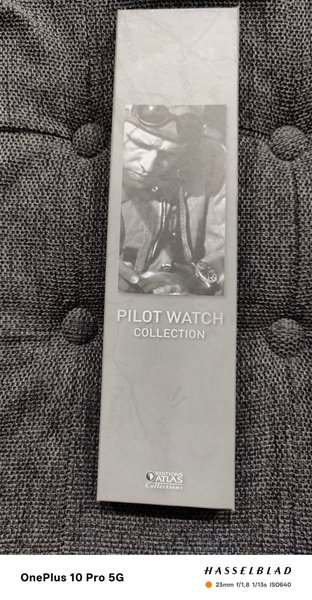 PILOT WATCH
COLLECTION
EDITIONS
ATLAS
Collections
OnePlus 10 Pro 5G
HASSELBLAD
23mm f/1,8 1/13s ISO640